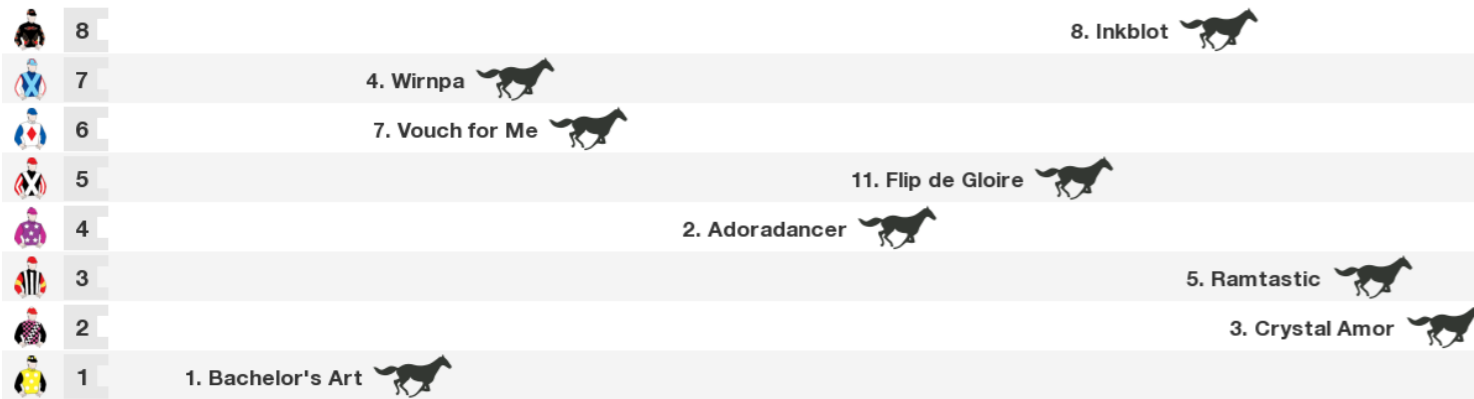 8 8. Inkblot
7 4. Wirnpa
6 7. Vouch for Me
5 11. Flip de Gloire
4 2. Adoradancer
3 5. Ramtastic
2 3. Crystal Amor
1 1. Bachelor's Art